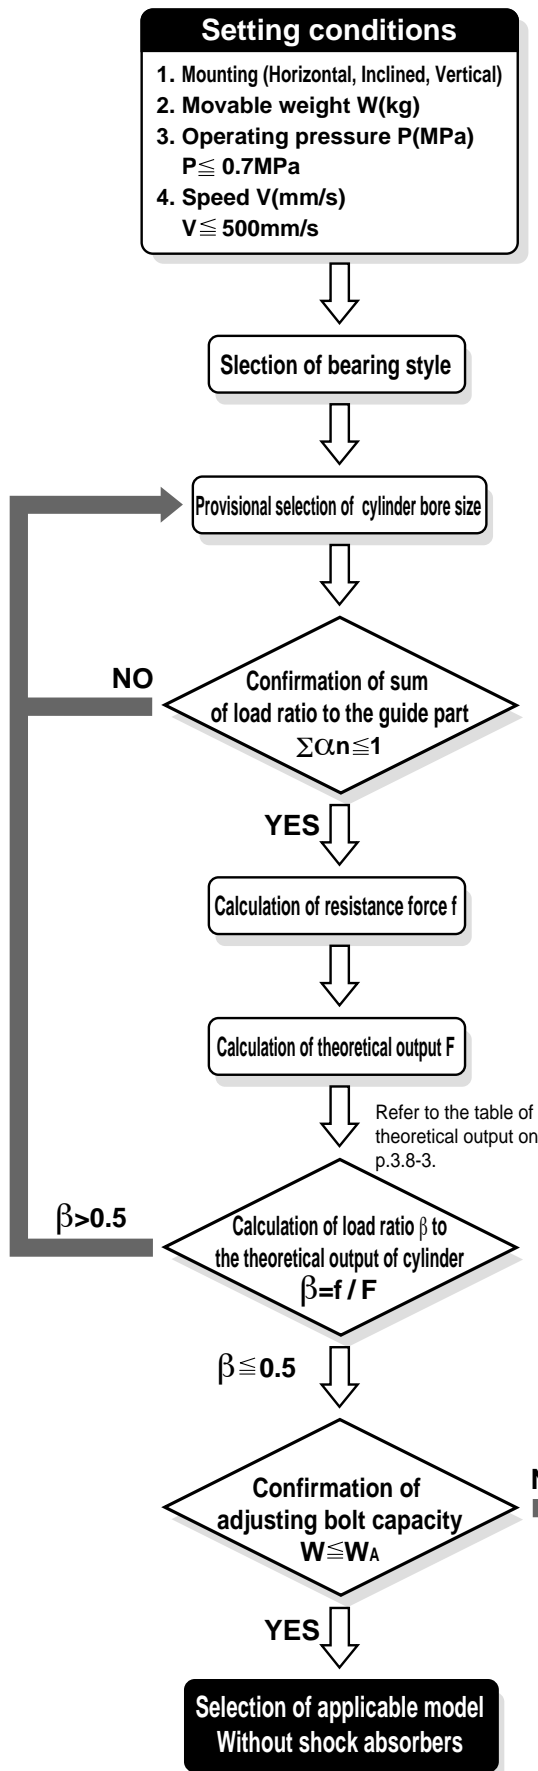 Setting conditions
1. Mounting (Horizontal, Inclined, Vertical)
2. Movable weight W(kg)
3. Operating pressure P(MPa)
P≦ 0.7MPa
4. Speed V(mm/s)
V≦ 500mm/s
Slection of bearing style
Provisional selection of cylinder bore size
NO
Confirmation of sum
of load ratio to the guide part
Σαn≦1
YES
Calculation of resistance force f
Calculation of theoretical output F
Refer to the table of
theoretical output on
p.3.8-3.
β>0.5
Calculation of load ratio β to
the theoretical output of cylinder
β=f / F
β≦0.5
Confirmation of
adjusting bolt capacity
W≦WA
YES
Selection of applicable model
Without shock absorbers